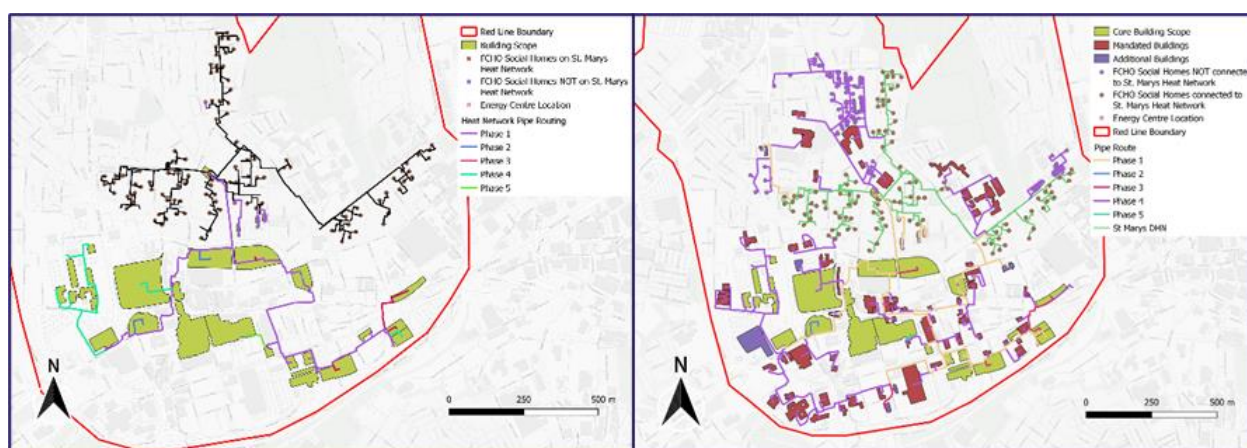 Red Line Boundary
Building Scope
FCHO Social Homes on St. Marys
Heat Network
FCHO Social Homes NOT on St. Marys
Heat Network
Energy Centre Location
Heat Network Pipe Routing
Phase 1
Phase 2
Phase 3
Phase 4
Phase 5
N
0 250 500 m
Core Building Scope
Mandated Buildings
Additional Buildings
FCHO Social Homes NOT connected
to St. Marys Heat Network
FCHO Social Homes connected to
St. Marys Heat Network
Energy Centre Location
Red Line Boundary
Pipe Route
Phase 1
Phase 2
Phase 3
Phase 4
Phase 5
St Marys DHN
N
0 250 500 m